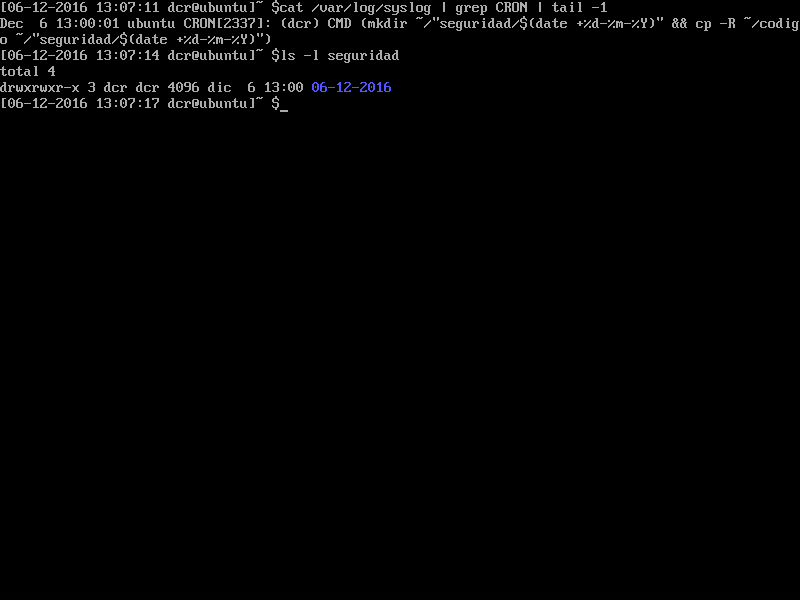 [06-12-2016 13:07:11 dcr@ubuntu]~ $cat /var/log/syslog | grep CRON | tail -1
Dec  6 13:00:01 ubuntu CRON[2337]: (dcr) CMD (mkdir ~/"seguridad/$(date +%d-%m-%Y)" && cp -R ~/codig
o ~/"seguridad/$(date +%d-%m-%Y)")
[06-12-2016 13:07:14 dcr@ubuntu]~ $ls -l seguridad
total 4
drwxrwxr-x 3 dcr dcr 4096 dic  6 13:00 06-12-2016
[06-12-2016 13:07:17 dcr@ubuntu]~ $_